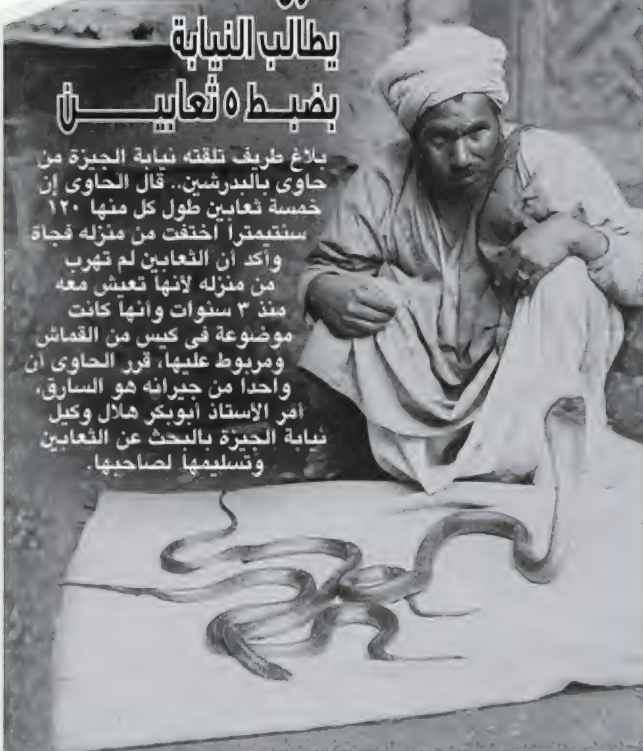 يطالب النيابة
بضبط ٥ ثعابين
بلاغ طريف تلقته نيابة الجيزة من
حاوى بالبدرشين.. قال الحاوى إن
خمسة ثعابين طول كل منها ١٢٠
سنتيمترا اختفت من منزله فجاة
وأكد أن الثعابين لم تهرب
من منزله لأنها تعيش معه
منذ ٣ سنوات وأنها كانت
موضوعة فى كيس من القماش
ومربوط عليها، قرر الحاوى أن
واحدا من جيرانه هو السارق،
أمر الأستاذ أبوبكر هلال وكيل
نيابة الجيزة بالبحث عن الثعابين
وتسليمها لصاحبها.